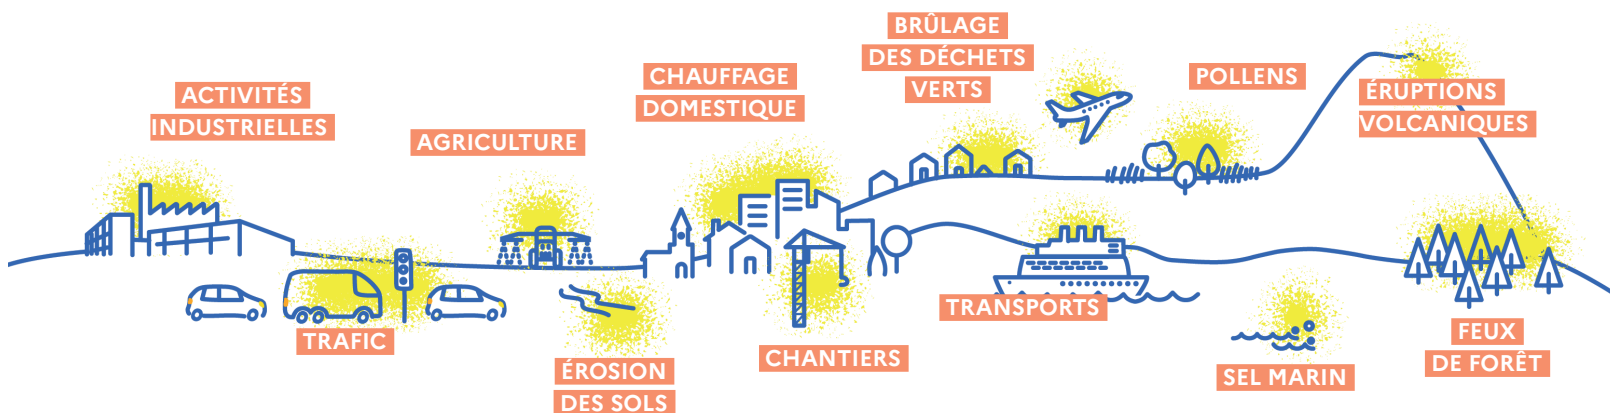 ACTIVITÉS
INDUSTRIELLES
TRAFIC
AGRICULTURE
ÉROSION
DES SOLS
CHAUFFAGE
DOMESTIQUE
CHANTIERS
BRÛLAGE
DES DÉCHETS
VERTS
TRANSPORTS
POLLENS
SEL MARIN
ÉRUPTIONS
VOLCANIQUES
FEUX
DE FORÊT